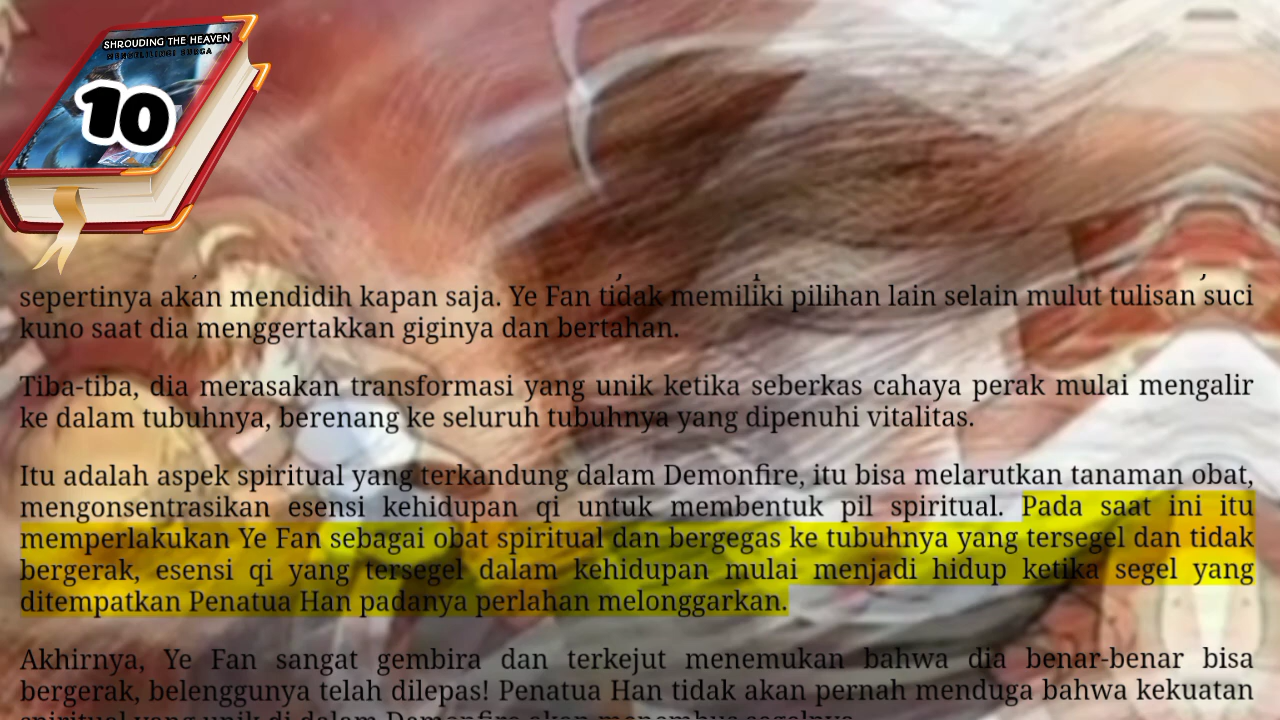 SHROUDING THE HEAVEN
10
sepertinya akan mendidih kapan saja. Ye Fan tidak memiliki pilihan lain selain mulut tulisan suci
kuno saat dia menggertakkan giginya dan bertahan.
Tiba-tiba, dia merasakan transformasi yang unik ketika seberkas cahaya perak mulai mengalir
ke dalam tubuhnya, berenang ke seluruh tubuhnya yang dipenuhi vitalitas.
Itu adalah aspek spiritual yang terkandung dalam Demonfire, itu bisa melarutkan tanaman obat,
mengonsentrasikan esensi kehidupan qi untuk membentuk pil spiritual. Pada saat ini itu
memperlakukan Ye Fan sebagai obat spiritual dan bergegas ke tubuhnya yang tersegel dan tidak
bergerak, esensi qi yang tersegel dalam kehidupan mulai menjadi hidup ketika segel yang
ditempatkan Penatua Han padanya perlahan melonggarkan.
Akhirnya, Ye Fan sangat gembira dan terkejut menemukan bahwa dia benar-benar bisa
bergerak, belenggunya telah dilepas! Penatua Han tidak akan pernah menduga bahwa kekuatan